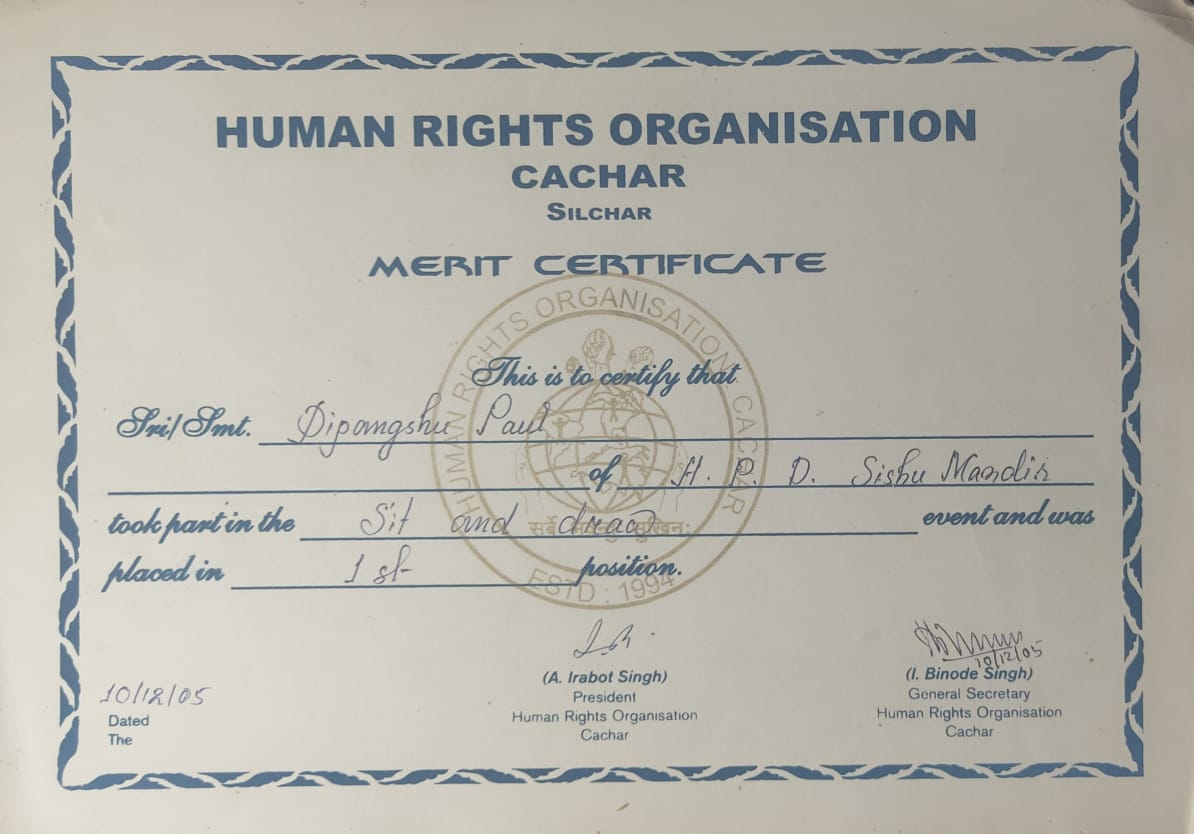 HUMAN RIGHTS ORGANISATION
CACHAR
SILCHAR
MERIT CERTIFICATE
HUMAN RIGHTS ORGANISATION CACHAR
This is to certify that
Sri/Smt. Dipangshu Paul
of H. P. D. Sishu Mandir
took part in the Sit and draw event and was
सर्वे भवन्तु सुखिन:
placed in 1st position.
ESTD : 1994
(A. Irabot Singh)
President
Human Rights Organisation
Cachar
10/12/05
(I. Binode Singh)
General Secretary
Human Rights Organisation
Cachar
10/12/05
Dated
The